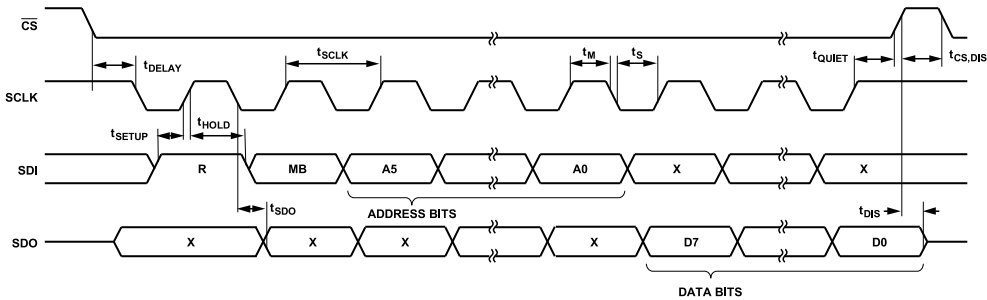 CS
tDELAY
tSCLK
tM
tS
tQUIET
tCS,DIS
SCLK
tSETUP
tHOLD
SDI
R
MB
A5
A0
X
X
tSDO
ADDRESS BITS
tDIS
SDO
X
X
X
X
D7
D0
DATA BITS